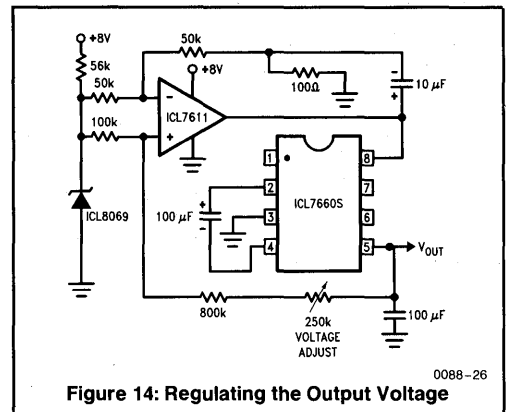 +8V
50k
56k
+8V
50k
100Ω
-
10 μF
+
-
ICL7611
100k
+
1
8
2
7
+
100 μF
-
ICL7660S
ICL8069
3
6
4
5
VOUT
800k
250k
VOLTAGE
ADJUST
100 μF
0088-26
Figure 14: Regulating the Output Voltage